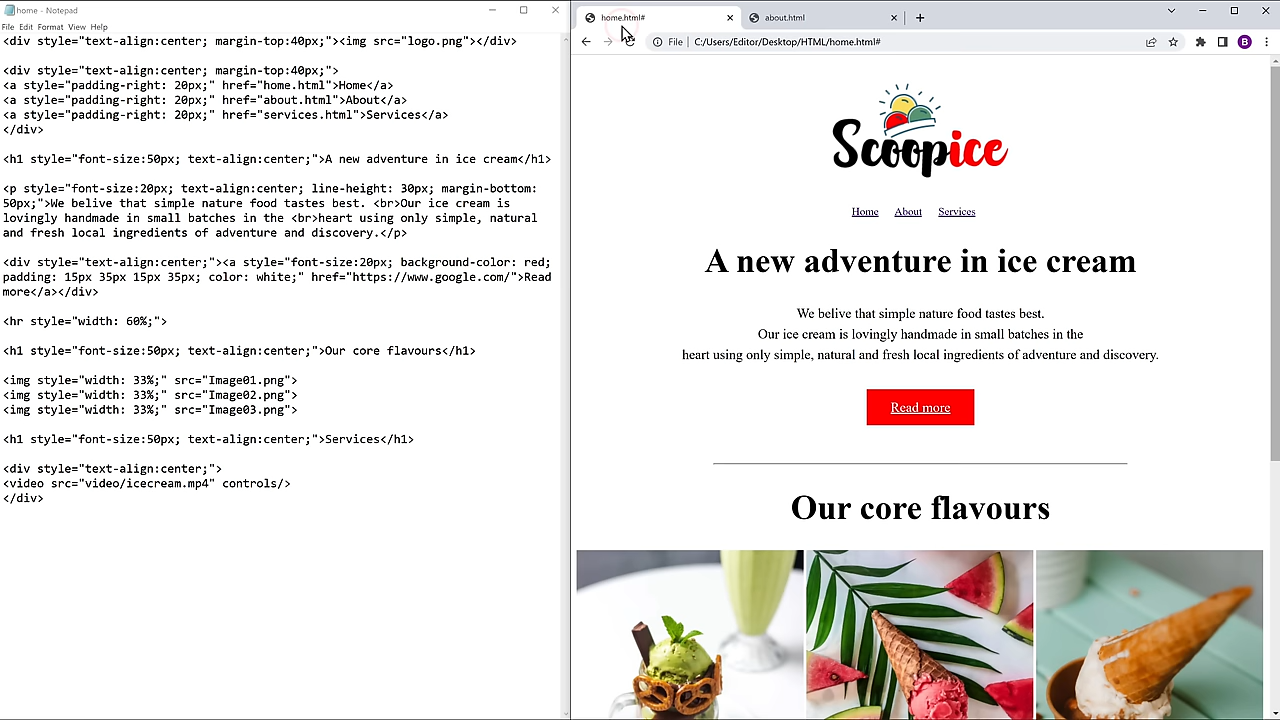 home - Notepad
File Edit Format View Help
<div style="text-align:center; margin-top:40px;"><img src="logo.png"></div>
<div style="text-align:center; margin-top:40px;">
<a style="padding-right: 20px;" href="home.html">Home</a>
<a style="padding-right: 20px;" href="about.html">About</a>
<a style="padding-right: 20px;" href="services.html">Services</a>
</div>
<h1 style="font-size:50px; text-align:center;">A new adventure in ice cream</h1>
<p style="font-size:20px; text-align:center; line-height: 30px; margin-bottom:
50px;">We belive that simple nature food tastes best. <br>Our ice cream is
lovingly handmade in small batches in the <br>heart using only simple, natural
and fresh local ingredients of adventure and discovery.</p>
<div style="text-align:center;"><a style="font-size:20px; background-color: red;
padding: 15px 35px 15px 35px; color: white;" href="https://www.google.com/">Read
more</a></div>
<hr style="width: 60%;">
<h1 style="font-size:50px; text-align:center;">Our core flavours</h1>
<img style="width: 33%;" src="Image01.png">
<img style="width: 33%;" src="Image02.png">
<img style="width: 33%;" src="Image03.png">
<h1 style="font-size:50px; text-align:center;">Services</h1>
<div style="text-align:center;">
<video src="video/icecream.mp4" controls/>
</div>
home.html#
about.html
File
C:/Users/Editor/Desktop/HTML/home.html#
B
Scoopice
Home About Services
A new adventure in ice cream
We belive that simple nature food tastes best.
Our ice cream is lovingly handmade in small batches in the
heart using only simple, natural and fresh local ingredients of adventure and discovery.
Read more
Our core flavours